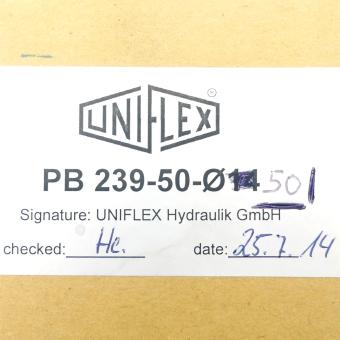 UNIFLEX
PB 239-50-Ø14 50
Signature: UNIFLEX Hydraulik GmbH
checked: He. date: 25.7.14